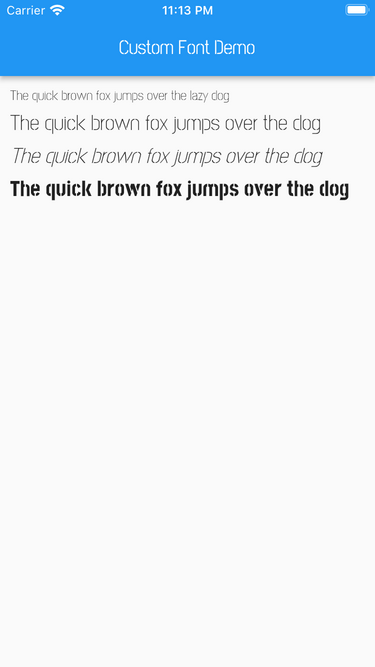 Carrier 11:13 PM
Custom Font Demo
The quick brown fox jumps over the lazy dog
The quick brown fox jumps over the dog
The quick brown fox jumps over the dog
The quick brown fox jumps over the dog